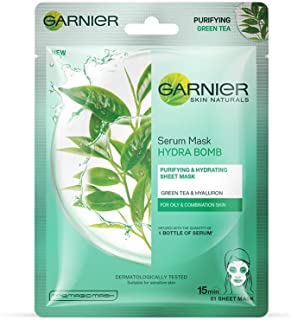 GARNIER
PURIFYING
GREEN TEA
NEW
GARNIER
SKIN NATURALS
Serum Mask
HYDRA BOMB
PURIFYING & HYDRATING
SHEET MASK
GREEN TEA & HYALURON
FOR OILY & COMBINATION SKIN
1 BOTTLE OF SERUM*
DERMATOLOGICALLY TESTED
Suitable for sensitive skin
15min
X1 SHEET MASK